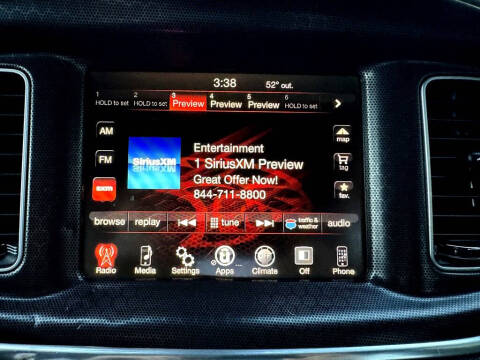 3:38 52° out.
1 2 3 4 5 6
HOLD to set HOLD to set Preview Preview Preview HOLD to set
AM
FM
sxm
SiriusXM
Entertainment
1 SiriusXM Preview
Great Offer Now!
844-711-8800
map
tag
fav.
browse replay tune traffic & weather audio
Radio Media Settings Apps Climate Off Phone